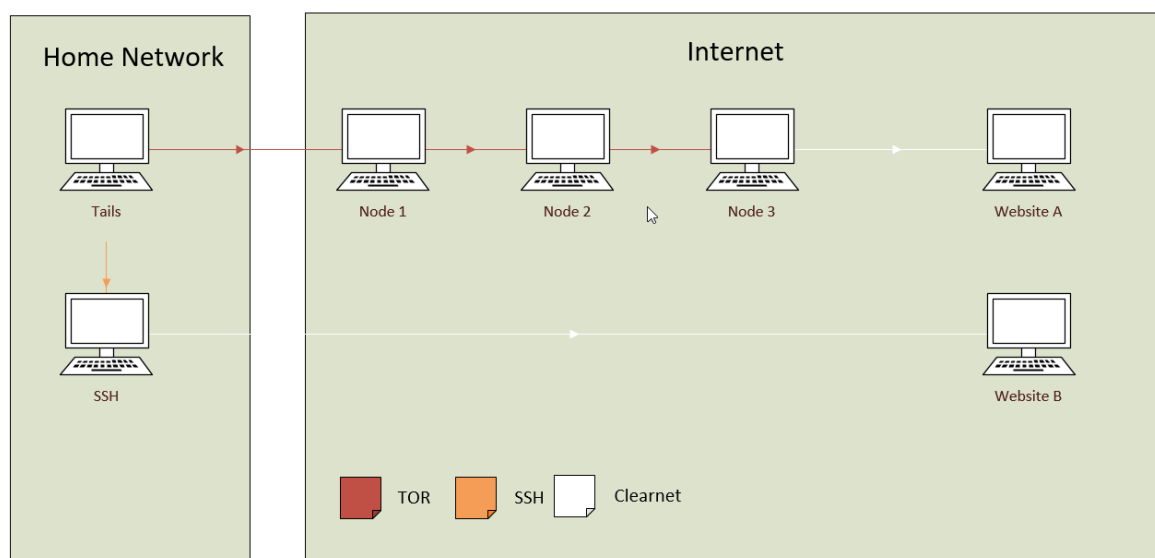 Home Network
Internet
Tails
Node 1
Node 2
Node 3
Website A
SSH
Website B
TOR
SSH
Clearnet